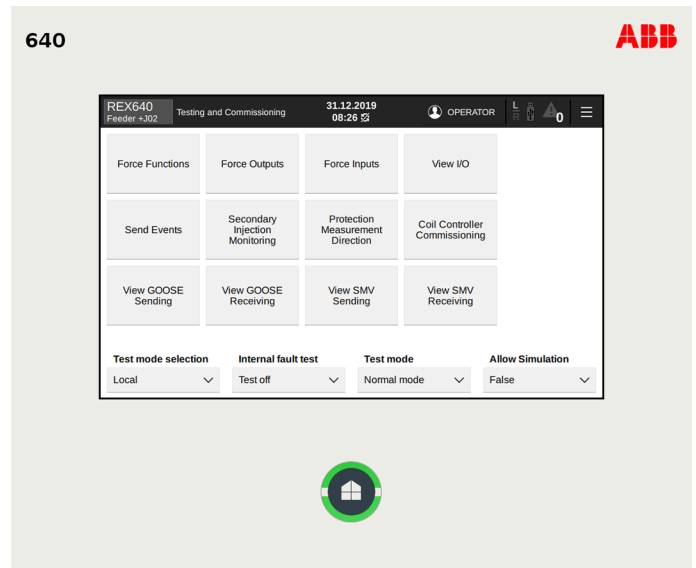 640
ABB
REX640
Feeder +J02
Testing and Commissioning
31.12.2019
08:26
OPERATOR
L
R
0
Force Functions
Force Outputs
Force Inputs
View I/O
Send Events
Secondary
Injection
Monitoring
Protection
Measurement
Direction
Coil Controller
Commissioning
View GOOSE
Sending
View GOOSE
Receiving
View SMV
Sending
View SMV
Receiving
Test mode selection
Internal fault test
Test mode
Allow Simulation
Local
Test off
Normal mode
False